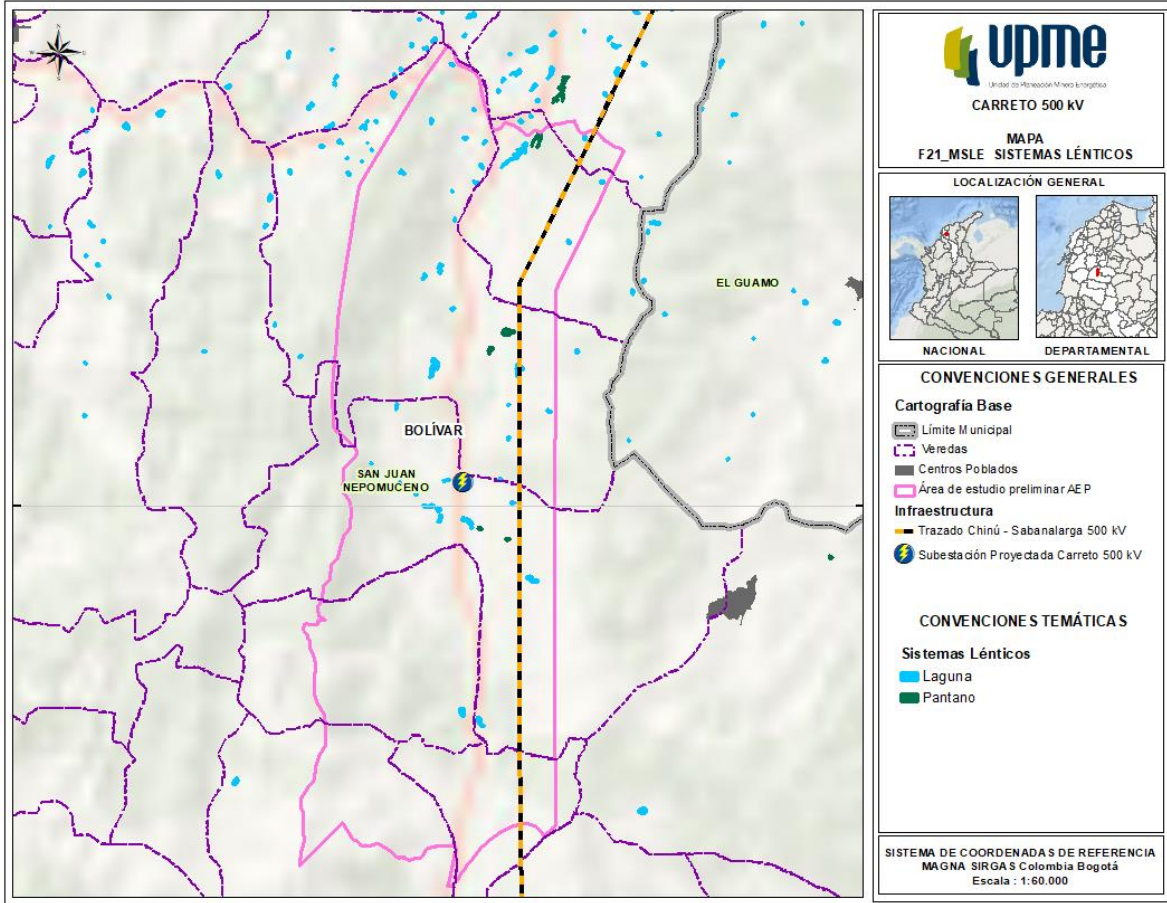 N
S
EL GUAMO
BOLÍVAR
SAN JUAN
NEPOMUCENO
upme
Unidad de Planeación Minero Energética
CARRETO 500 kV
MAPA
F21_MSLE SISTEMAS LÉNTICOS
LOCALIZACIÓN GENERAL
NACIONAL
DEPARTAMENTAL
CONVENCIONES GENERALES
Cartografía Base
Límite Municipal
Veredas
Centros Poblados
Área de estudio preliminar AEP
Infraestructura
Trazado Chinú - Sabanalarga 500 kV
Subestación Proyectada Carreto 500 kV
CONVENCIONES TEMÁTICAS
Sistemas Lénticos
Laguna
Pantano
SISTEMA DE COORDENADAS DE REFERENCIA
MAGNA SIRGAS Colombia Bogotá
Escala : 1:60.000